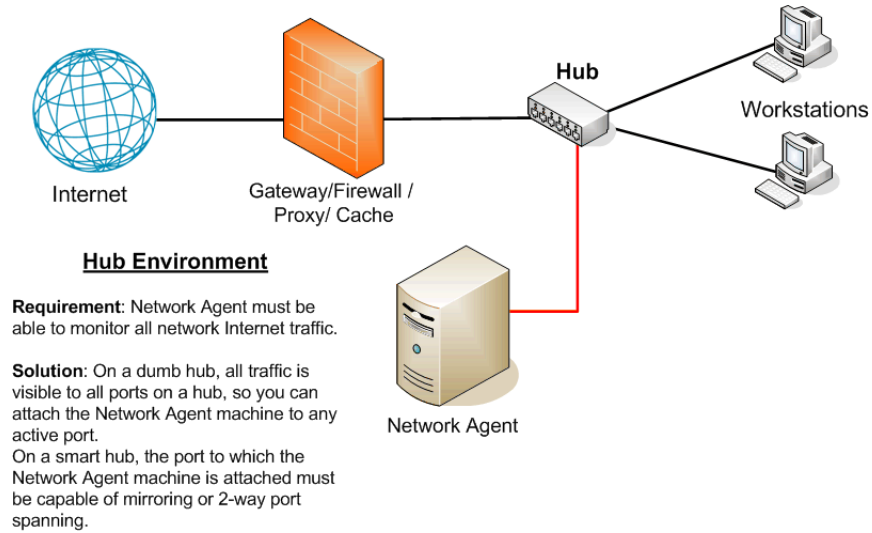 Hub
Workstations
Internet
Gateway/Firewall /
Proxy/ Cache
Hub Environment
Requirement: Network Agent must be
able to monitor all network Internet traffic.
Solution: On a dumb hub, all traffic is
visible to all ports on a hub, so you can
attach the Network Agent machine to any
active port.
On a smart hub, the port to which the
Network Agent machine is attached must
be capable of mirroring or 2-way port
spanning.
Network Agent